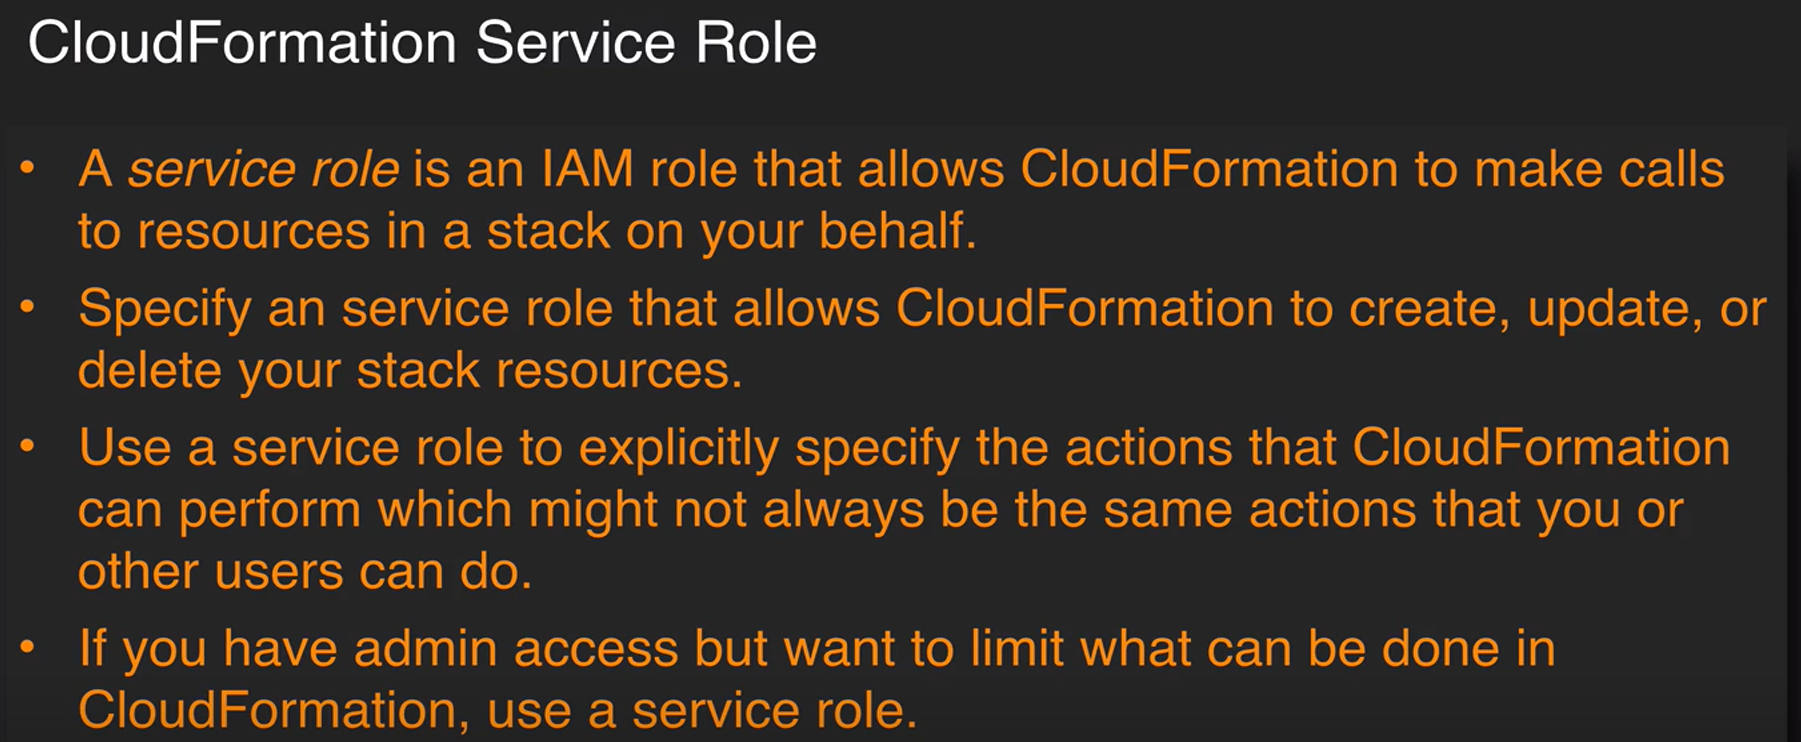 CloudFormation Service Role
• A service role is an IAM role that allows CloudFormation to make calls
to resources in a stack on your behalf.
• Specify an service role that allows CloudFormation to create, update, or
delete your stack resources.
• Use a service role to explicitly specify the actions that CloudFormation
can perform which might not always be the same actions that you or
other users can do.
• If you have admin access but want to limit what can be done in
CloudFormation, use a service role.